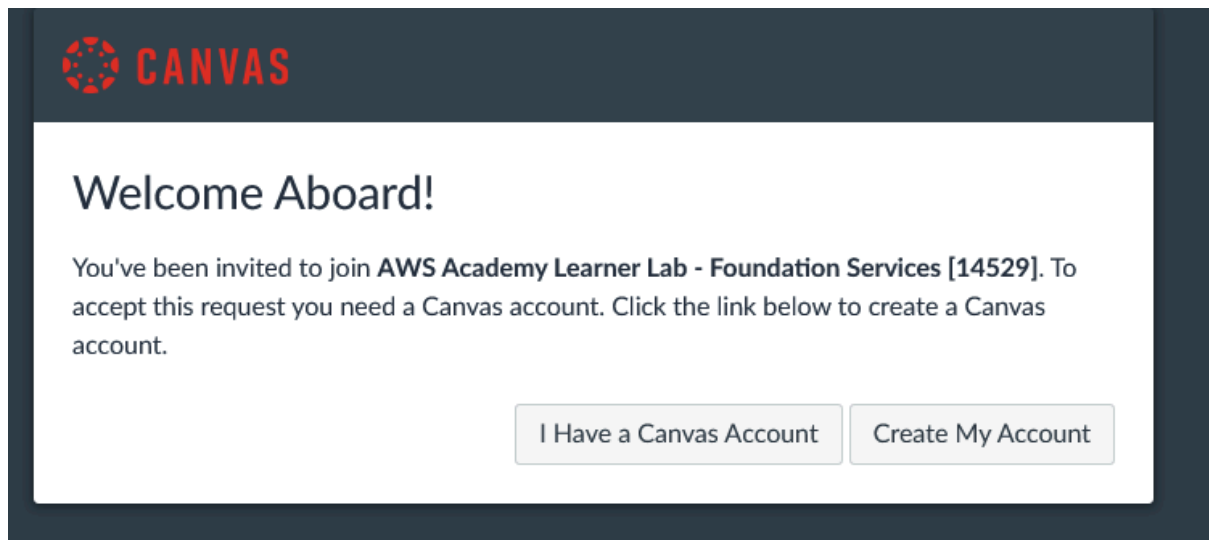 CANVAS
Welcome Aboard!
You've been invited to join AWS Academy Learner Lab - Foundation Services [14529]. To
accept this request you need a Canvas account. Click the link below to create a Canvas
account.
I Have a Canvas Account
Create My Account